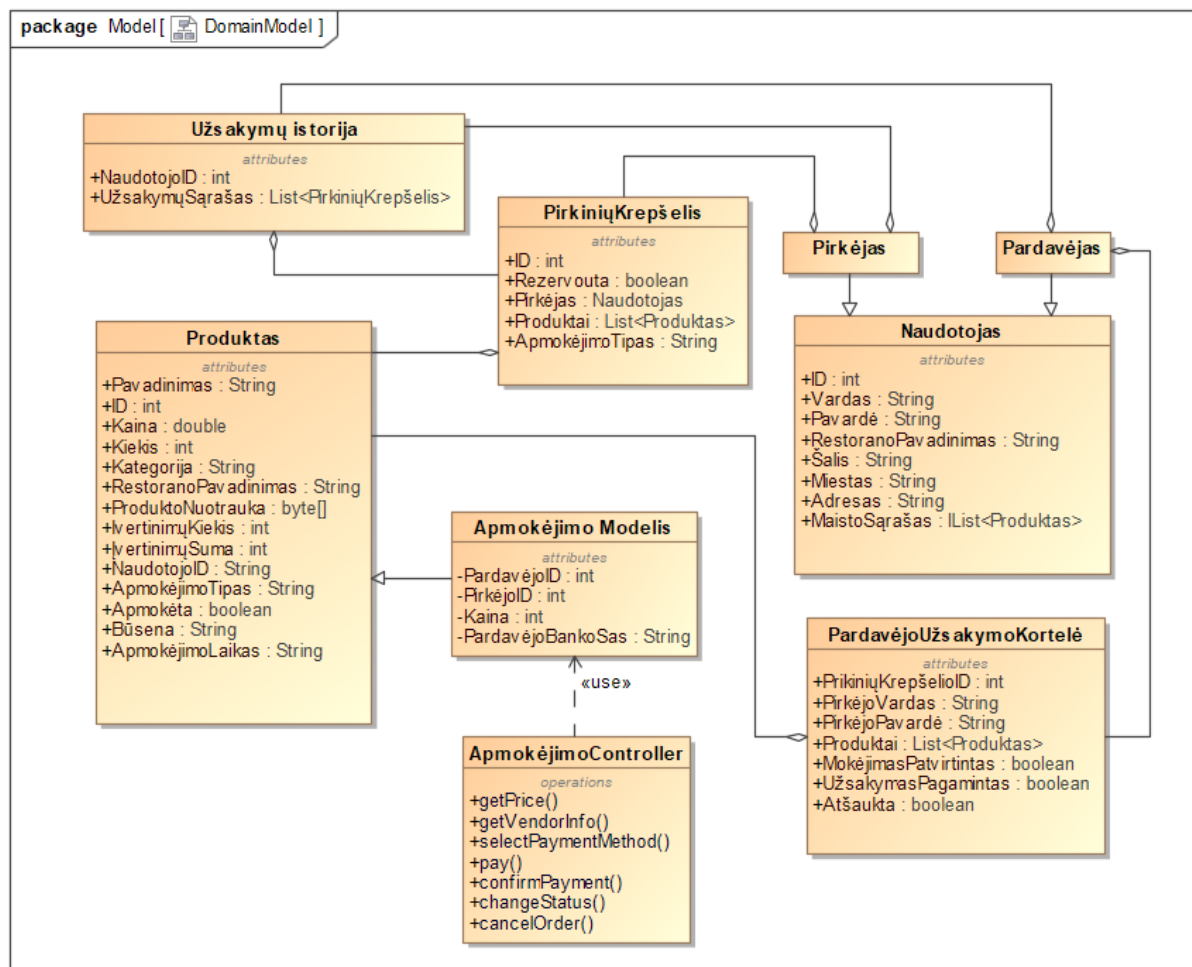 package Model [ DomainModel ]
Užsakymų istorija
attributes
+NaudotojoID : int
+UžsakymųSąrašas : List<PirkiniųKrepšelis>
PirkiniųKrepšelis
attributes
+ID : int
+Rezervouta : boolean
+Pirkėjas : Naudotojas
+Produktai : List<Produktas>
+ApmokėjimoTipas : String
Pirkėjas
Pardavėjas
Produktas
attributes
+Pavadinimas : String
+ID : int
+Kaina : double
+Kiekis : int
+Kategorija : String
+RestoranoPavadinimas : String
+ProduktoNuotrauka : byte[]
+IvertinimųKiekis : int
+ĮvertinimųSuma : int
+NaudotojoID : String
+ApmokėjimoTipas : String
+Apmokėta : boolean
+Būsena : String
+ApmokėjimoLaikas : String
Naudotojas
attributes
+ID : int
+Vardas : String
+Pavardė : String
+RestoranoPavadinimas : String
+Šalis : String
+Miestas : String
+Adresas : String
+MaistoSąrašas : IList<Produktas>
Apmokėjimo Modelis
attributes
-PardavėjoID : int
-PirkėjoID : int
-Kaina : int
-PardavėjoBankoSas : String
«use»
ApmokėjimoController
operations
+getPrice()
+getVendorInfo()
+selectPaymentMethod()
+pay()
+confirmPayment()
+changeStatus()
+cancelOrder()
PardavėjoUžsakymoKortelė
attributes
+PrikiniųKrepšelioID : int
+PirkėjoVardas : String
+PirkėjoPavardė : String
+Produktai : List<Produktas>
+MokėjimasPatvirtintas : boolean
+UžsakymasPagamintas : boolean
+Atšaukta : boolean